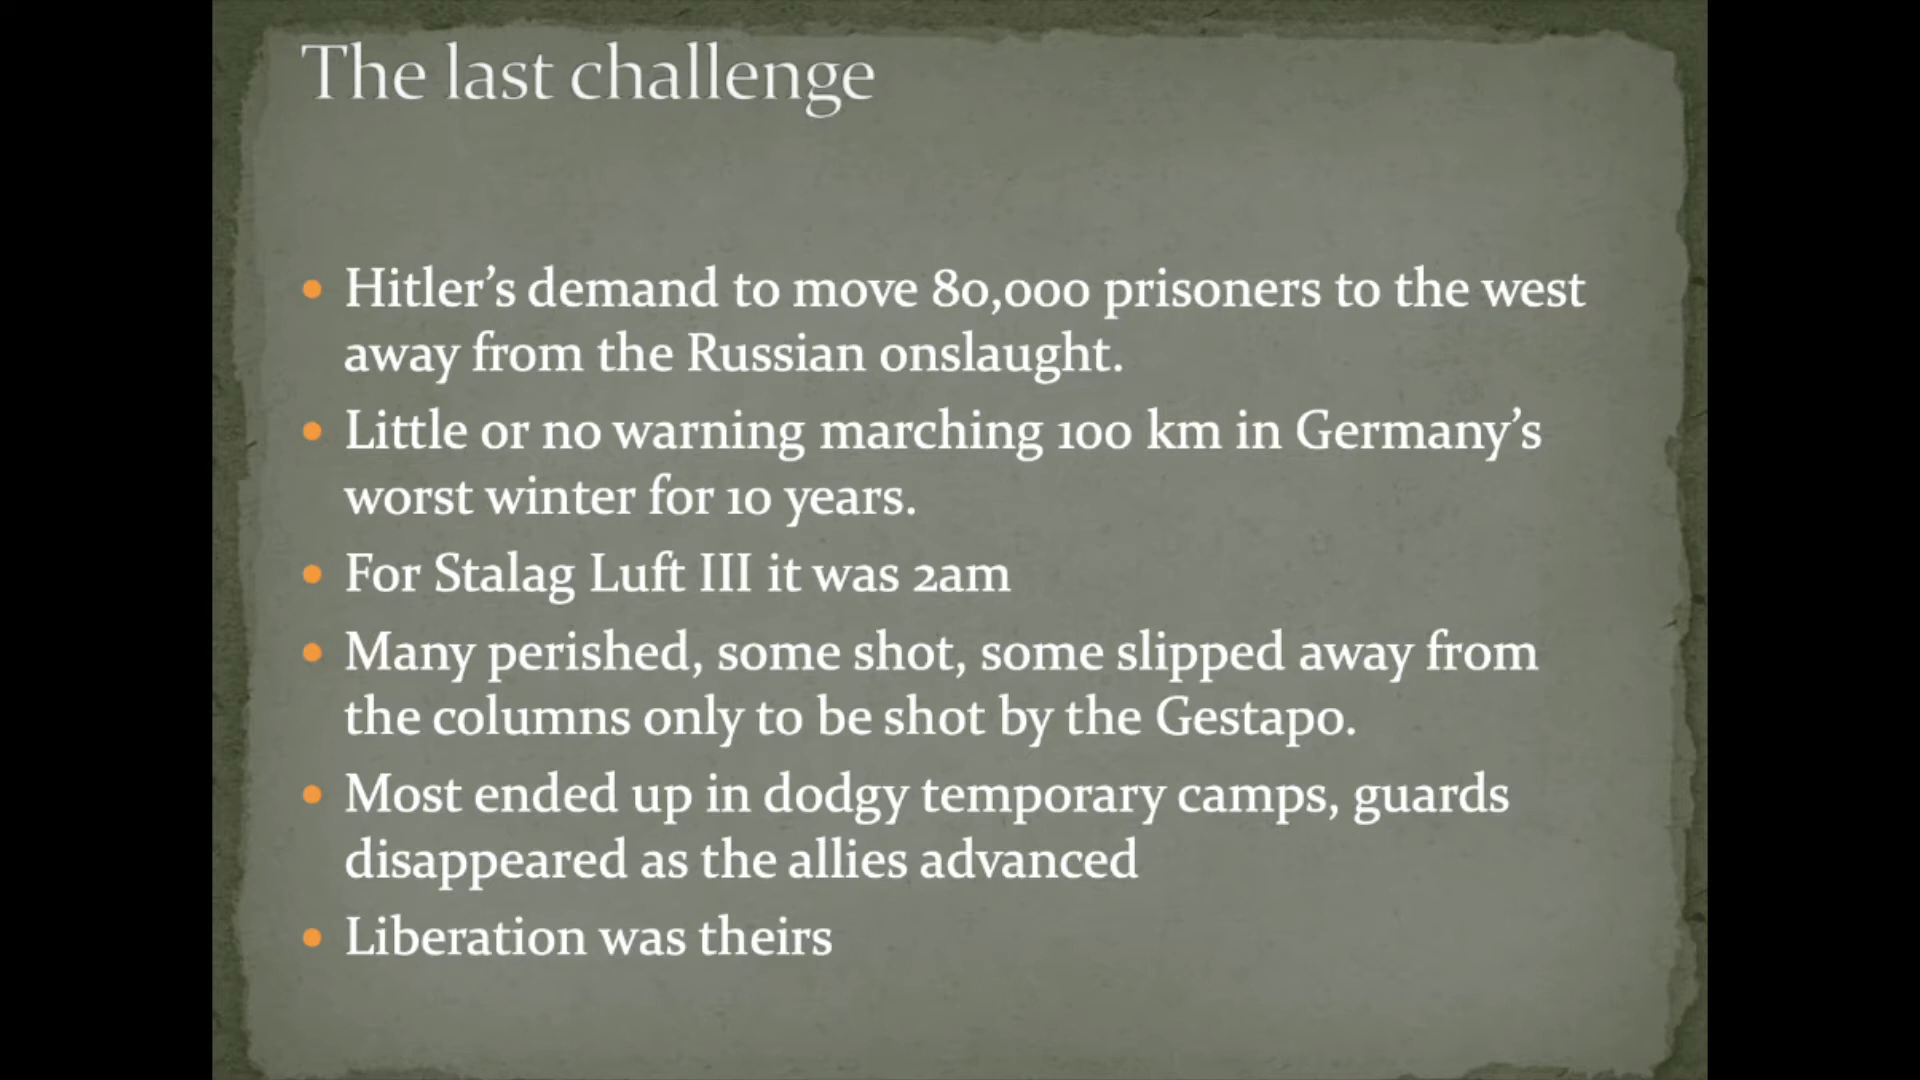 The last challenge
Hitler’s demand to move 80,000 prisoners to the west
away from the Russian onslaught.
Little or no warning marching 100 km in Germany’s
worst winter for 10 years.
For Stalag Luft III it was 2am
Many perished, some shot, some slipped away from
the columns only to be shot by the Gestapo.
Most ended up in dodgy temporary camps, guards
disappeared as the allies advanced
Liberation was theirs